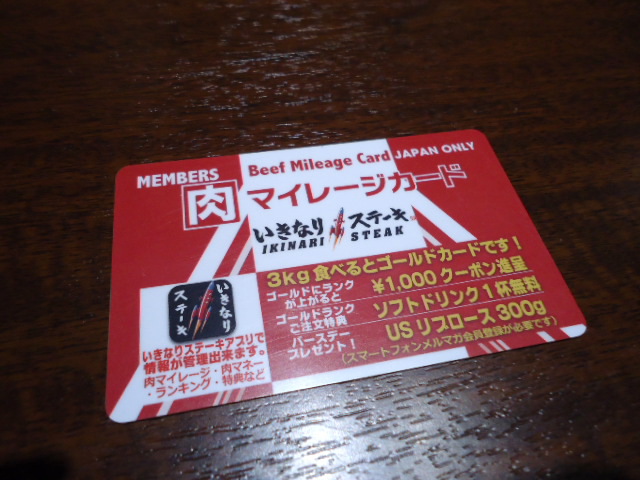 MEMBERS Beef Mileage Card JAPAN ONLY
肉 マイレージカード
いきなり ステーキ
IKINARI STEAK
3kg 食べるとゴールドカードです！
ゴールドにランクが上がると ¥1,000 クーポン進呈
ゴールドランクご注文特典 ソフトドリンク1杯無料
バースデープレゼント！ USリブロース300g
(スマートフォンメルマガ会員登録が必要です)
いきなり
ステーキ
いきなりステーキアプリで
情報が管理出来ます。
肉マイレージ・肉マネー
・ランキング・特典など